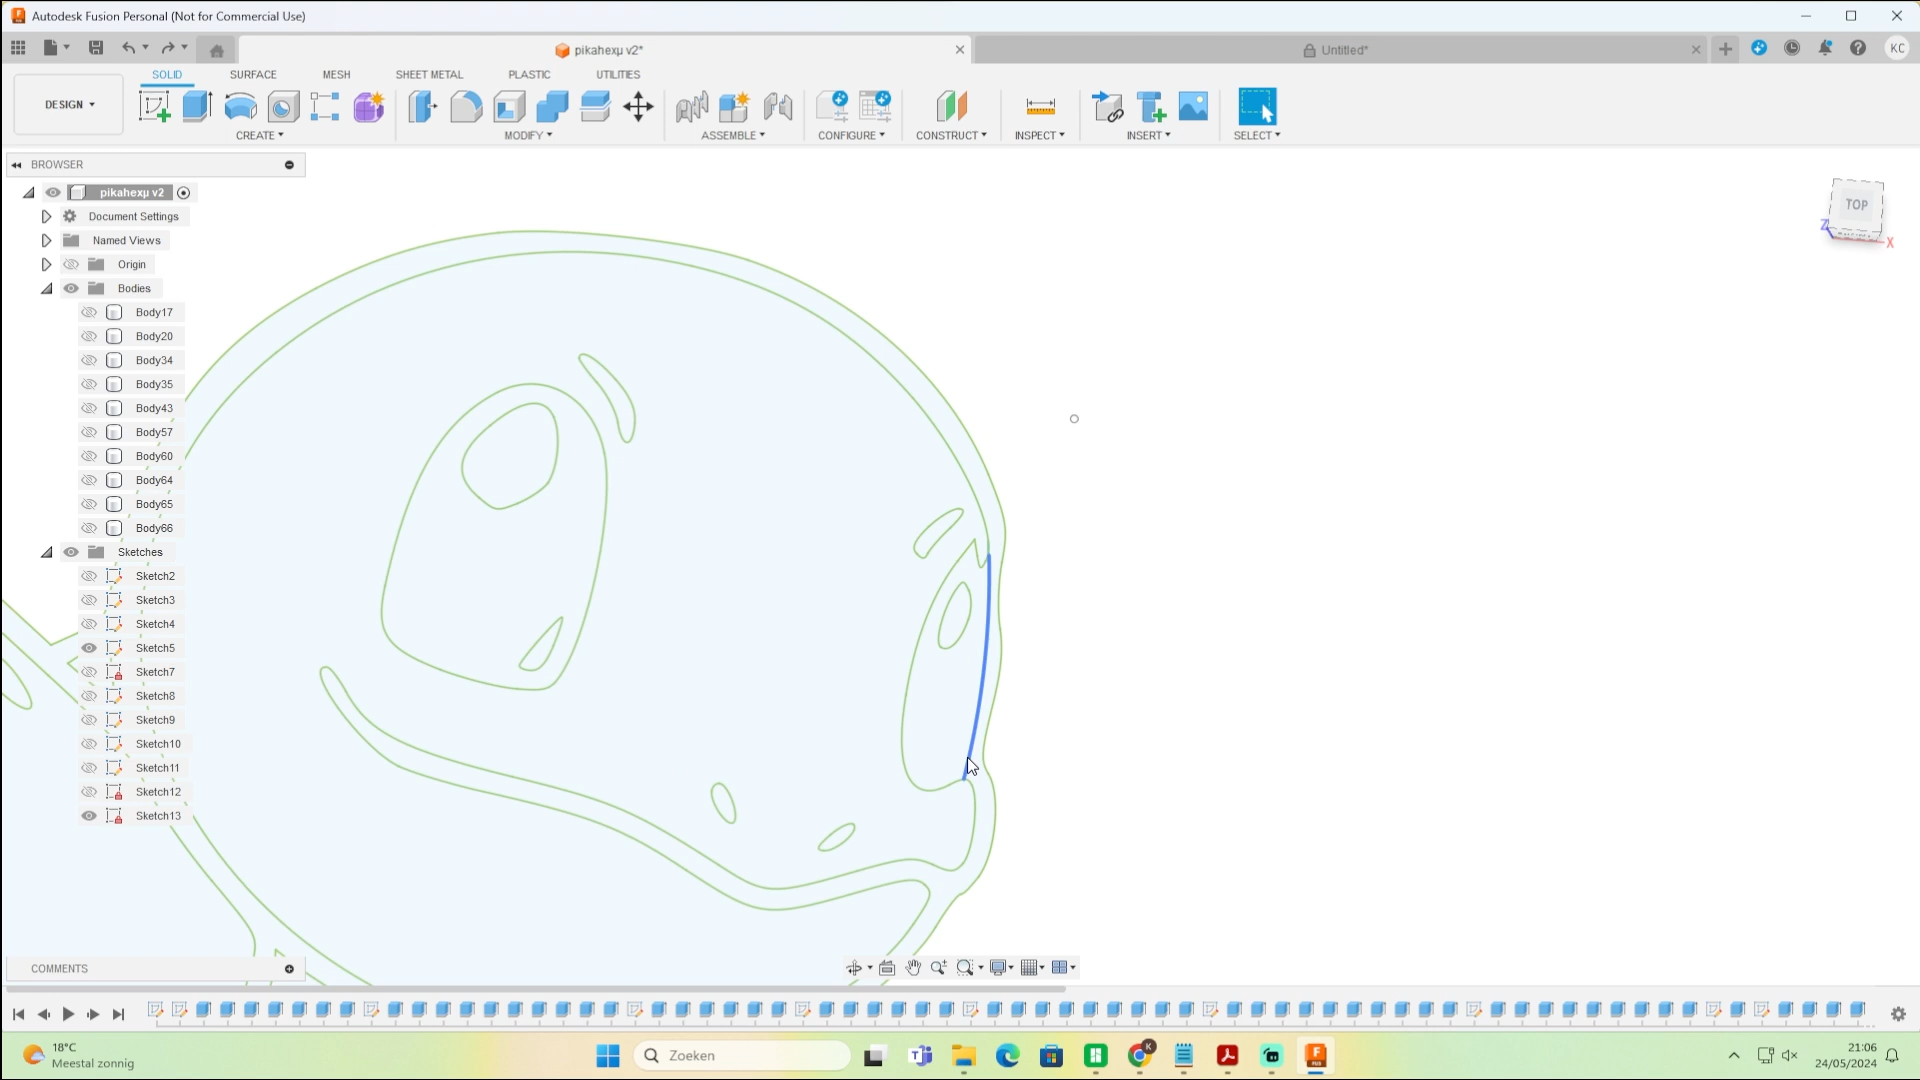 Autodesk Fusion Personal (Not for Commercial Use)
pikahexμ v2*
Untitled*
KC
DESIGN
SOLID
SURFACE
MESH
SHEET METAL
PLASTIC
UTILITIES
CREATE
MODIFY
ASSEMBLE
CONFIGURE
CONSTRUCT
INSPECT
INSERT
SELECT
BROWSER
pikahexμ v2
Document Settings
Named Views
Origin
Bodies
Body17
Body20
Body34
Body35
Body43
Body57
Body60
Body64
Body65
Body66
Sketches
Sketch2
Sketch3
Sketch4
Sketch5
Sketch7
Sketch8
Sketch9
Sketch10
Sketch11
Sketch12
Sketch13
TOP
Z
X
COMMENTS
18°C
Meestal zonnig
Zoeken
K
21:06
24/05/2024